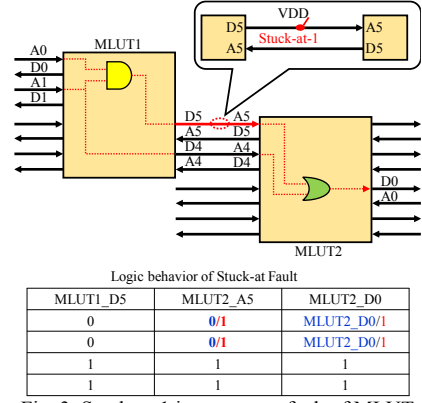 VDD
D5 A5
Stuck-at-1
A5 D5
MLUT1
A0
D0
A1
D1
D5 A5
A5 D5
D4 A4
A4 D4
D0
A0
MLUT2
Logic behavior of Stuck-at Fault
MLUT1_D5 MLUT2_A5 MLUT2_D0
0 0/1 MLUT2_D0/1
0 0/1 MLUT2_D0/1
1 1 1
1 1 1